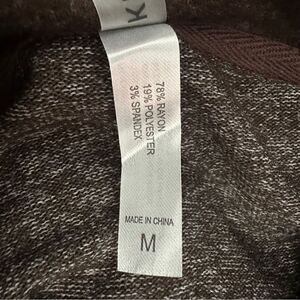 78% RAYON
19% POLYESTER
3% SPANDEX
MADE IN CHINA
M